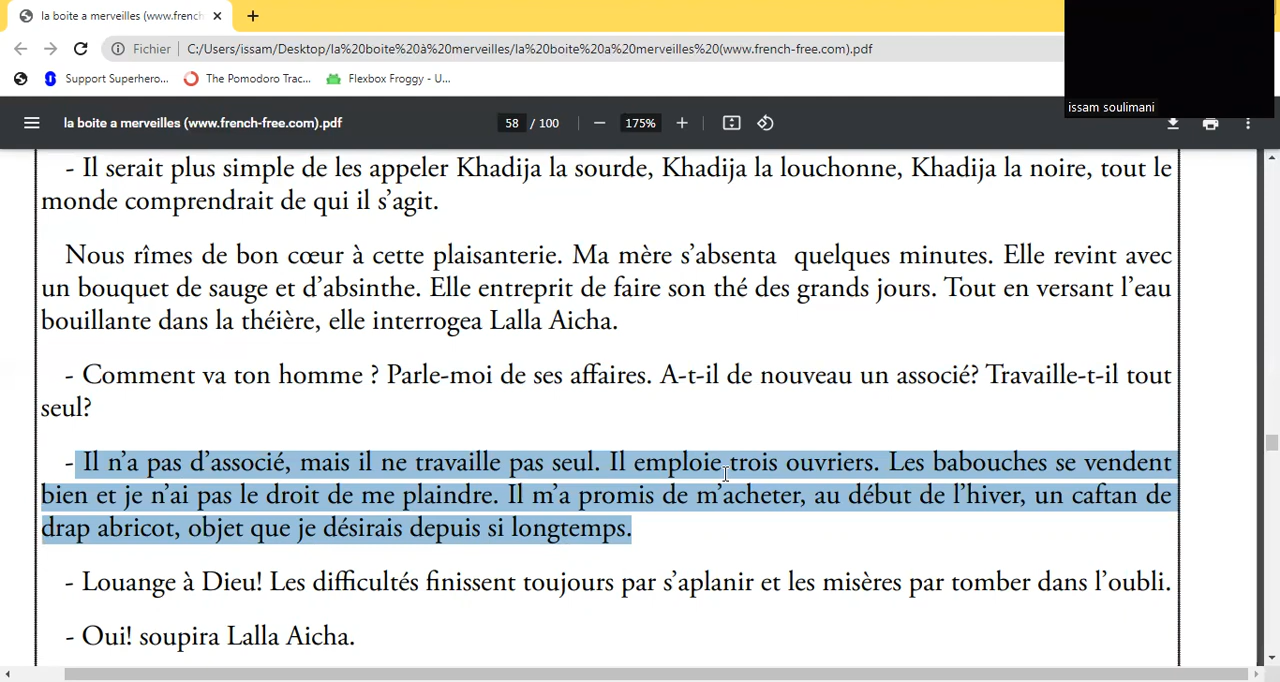 la boite a merveilles (www.french
Fichier
C:/Users/issam/Desktop/la%20boite%20à%20merveilles/la%20boite%20a%20merveilles%20(www.french-free.com).pdf
Support Superhero...
The Pomodoro Trac...
Flexbox Froggy - U...
issam soulimani
la boite a merveilles (www.french-free.com).pdf
58 / 100
175%
- Il serait plus simple de les appeler Khadija la sourde, Khadija la louchonne, Khadija la noire, tout le
monde comprendrait de qui il s’agit.
Nous rîmes de bon cœur à cette plaisanterie. Ma mère s’absenta quelques minutes. Elle revint avec
un bouquet de sauge et d’absinthe. Elle entreprit de faire son thé des grands jours. Tout en versant l’eau
bouillante dans la théière, elle interrogea Lalla Aicha.
- Comment va ton homme ? Parle-moi de ses affaires. A-t-il de nouveau un associé? Travaille-t-il tout
seul?
- Il n’a pas d’associé, mais il ne travaille pas seul. Il emploie trois ouvriers. Les babouches se vendent
bien et je n’ai pas le droit de me plaindre. Il m’a promis de m’acheter, au début de l’hiver, un caftan de
drap abricot, objet que je désirais depuis si longtemps.
- Louange à Dieu! Les difficultés finissent toujours par s’aplanir et les misères par tomber dans l’oubli.
- Oui! soupira Lalla Aicha.